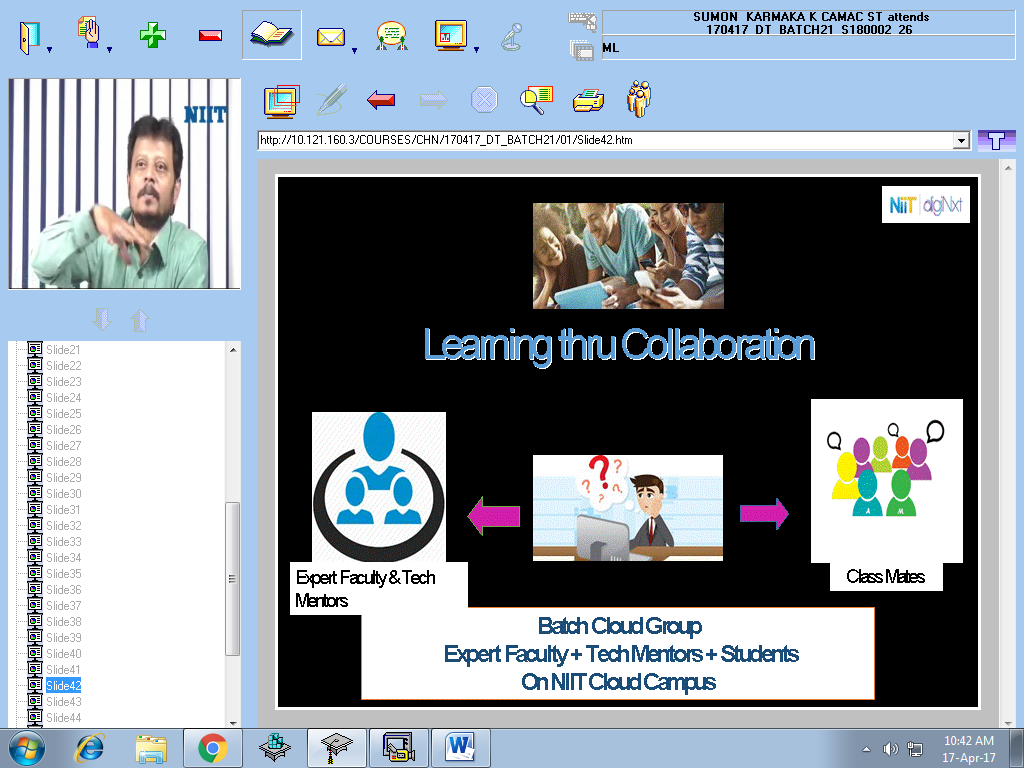 SUMON KARMAKA K CAMAC ST attends
170417 DT BATCH21 S180002 26
ML
NIIT
http://10.121.160.3/COURSES/CHN/170417_DT_BATCH21/01/Slide42.htm
T
NIIT digiNxt
Learning thru Collaboration
Expert Faculty & Tech
Mentors
Class Mates
A M
Batch Cloud Group
Expert Faculty + Tech Mentors + Students
On NIIT Cloud Campus
Slide21
Slide22
Slide23
Slide24
Slide25
Slide26
Slide27
Slide28
Slide29
Slide30
Slide31
Slide32
Slide33
Slide34
Slide35
Slide36
Slide37
Slide38
Slide39
Slide40
Slide41
Slide42
Slide43
Slide44
10:42 AM
17-Apr-17